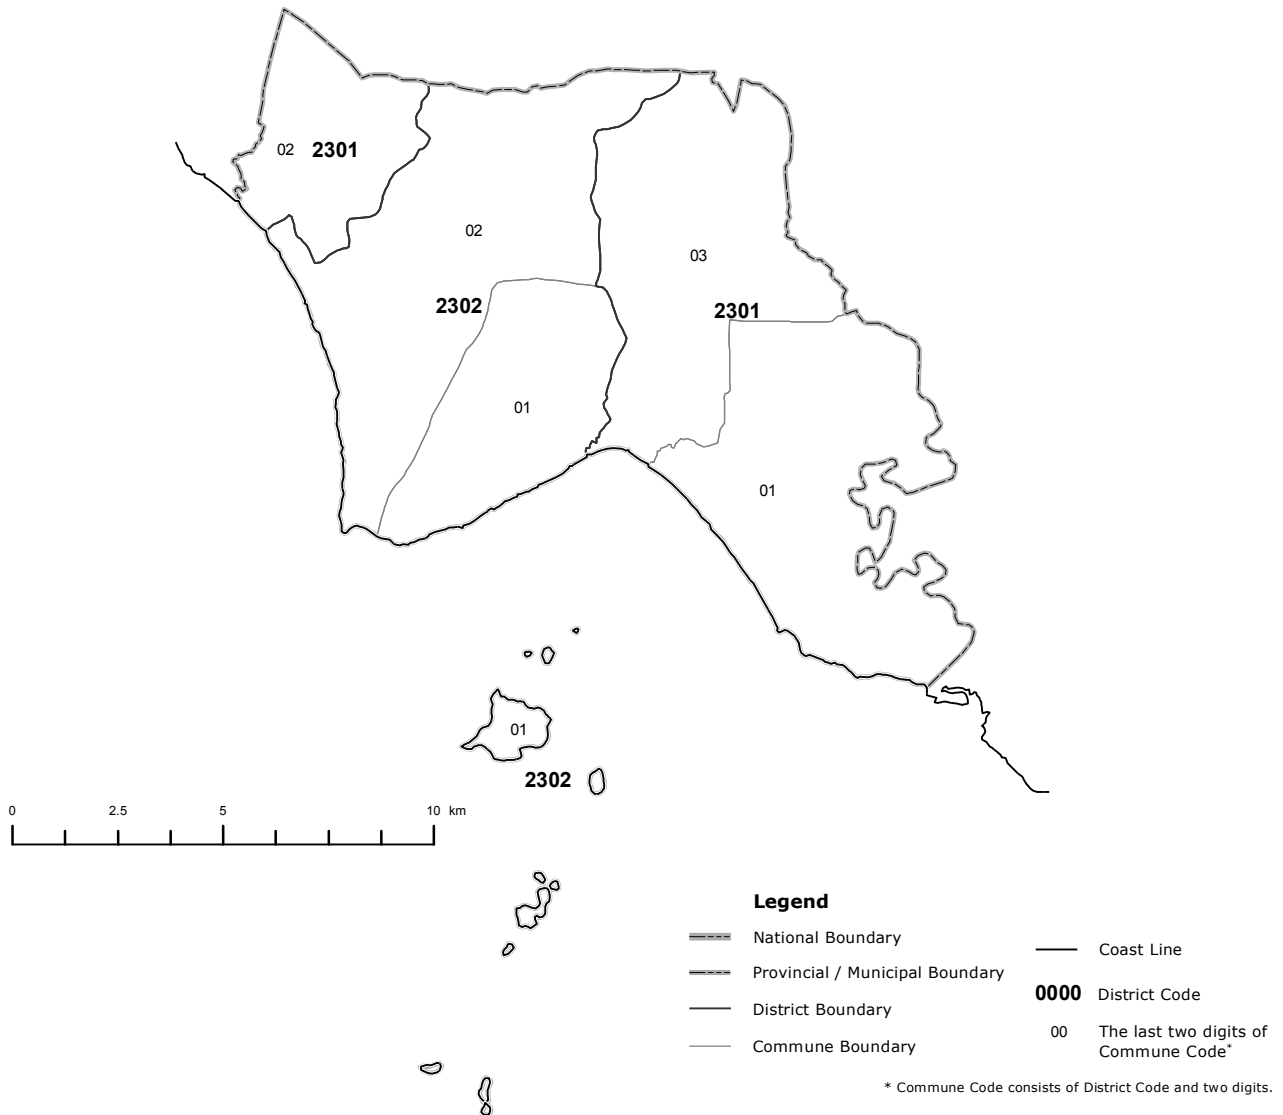 02 2301
02
03
2302
2301
01
01
01
2302
0 2.5 5 10 km
Legend
National Boundary
Provincial / Municipal Boundary
District Boundary
Commune Boundary
Coast Line
0000 District Code
00 The last two digits of
Commune Code*
* Commune Code consists of District Code and two digits.